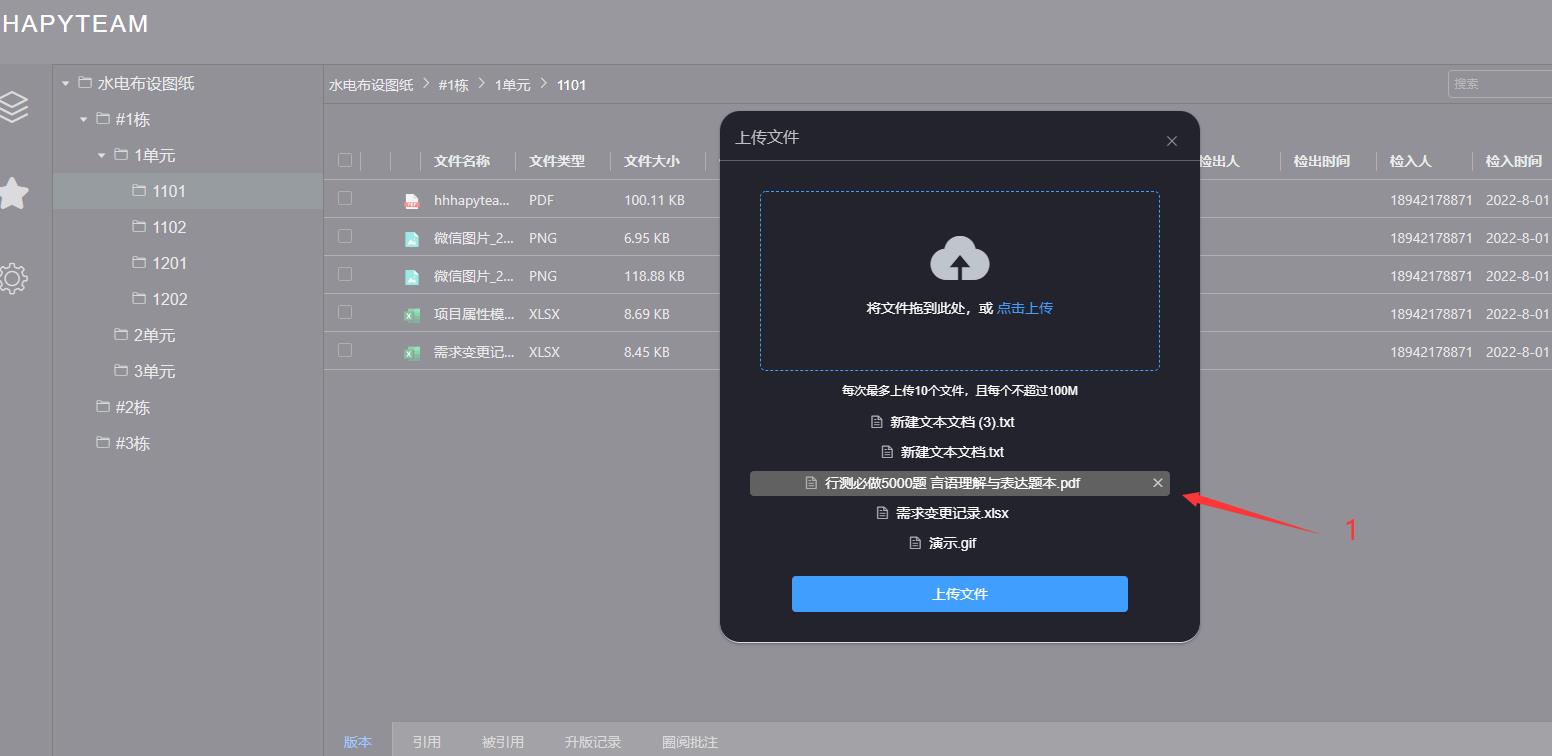 HAPYTEAM
水电布设图纸
#1栋
1单元
1101
1102
1201
1202
2单元
3单元
#2栋
#3栋
水电布设图纸 > #1栋 > 1单元 > 1101
搜索
文件名称 文件类型 文件大小 检出人 检出时间 检入人 检入时间
hhhapytea... PDF 100.11 KB 18942178871 2022-8-01
微信图片_2... PNG 6.95 KB 18942178871 2022-8-01
微信图片_2... PNG 118.88 KB 18942178871 2022-8-01
项目属性模... XLSX 8.69 KB 18942178871 2022-8-01
需求变更记... XLSX 8.45 KB 18942178871 2022-8-01
上传文件
将文件拖到此处，或 点击上传
每次最多上传10个文件，且每个不超过100M
新建文本文档 (3).txt
新建文本文档.txt
行测必做5000题 言语理解与表达题本.pdf
需求变更记录.xlsx
演示.gif
上传文件
1
版本 引用 被引用 升版记录 圈阅批注